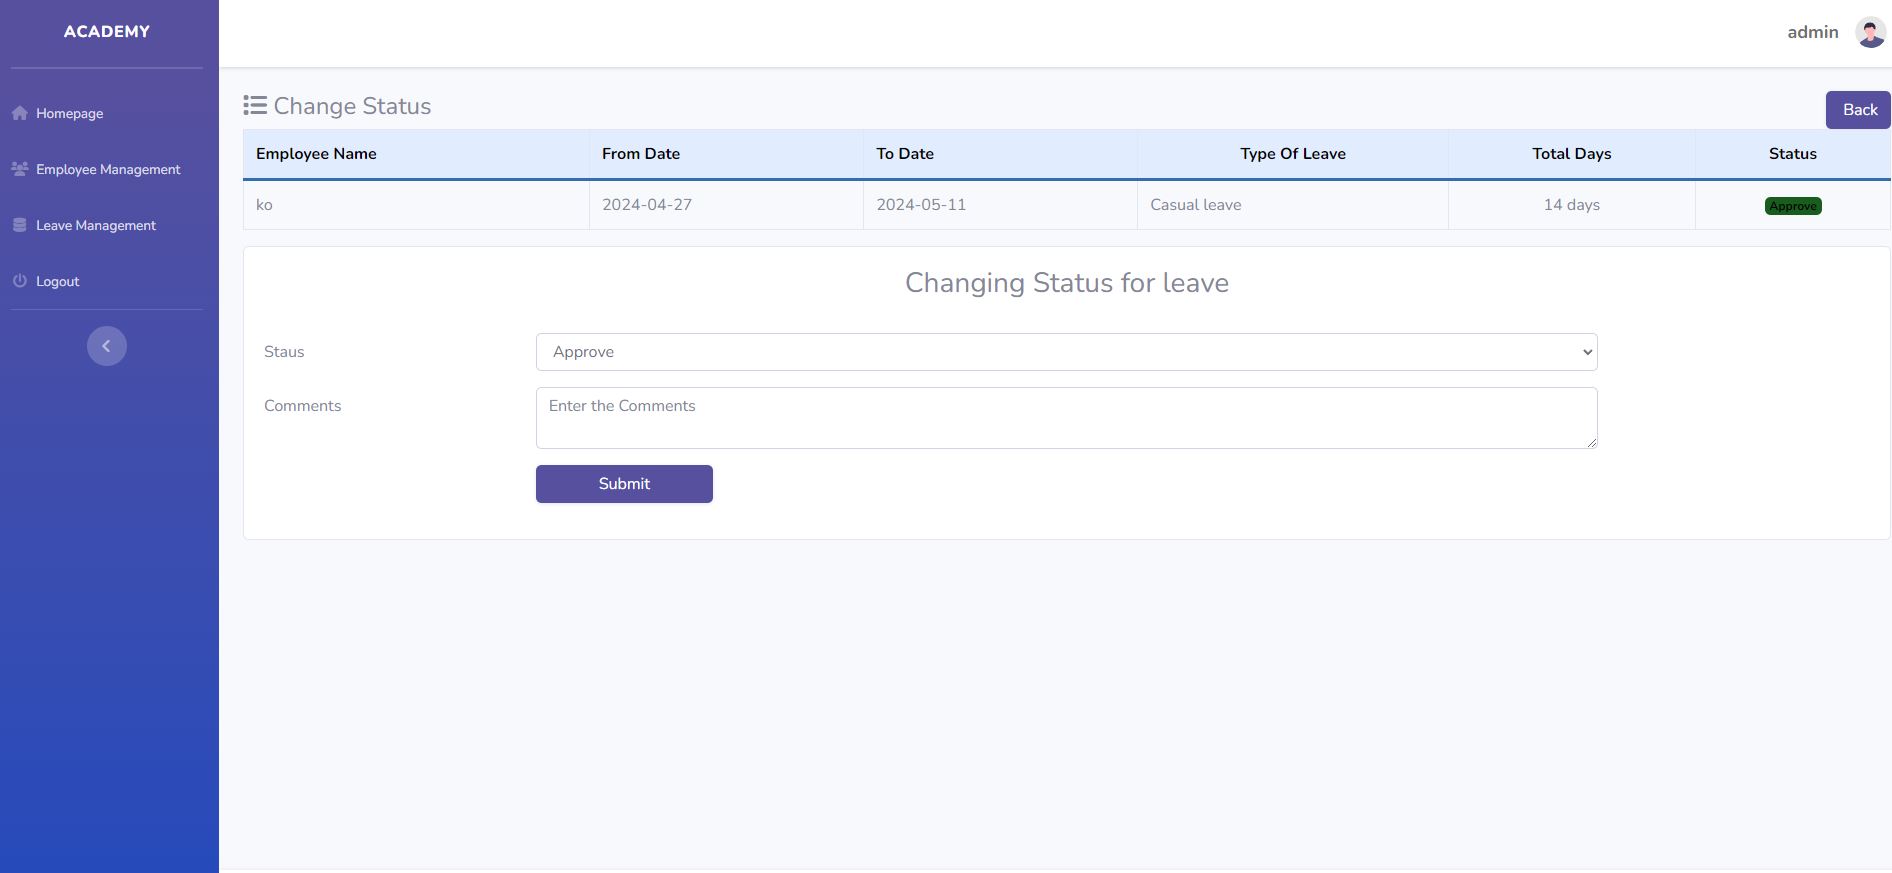 ACADEMY
admin
Homepage
Employee Management
Leave Management
Logout
Change Status
Back
Employee Name From Date To Date Type Of Leave Total Days Status
ko 2024-04-27 2024-05-11 Casual leave 14 days Approve
Changing Status for leave
Staus Approve
Comments Enter the Comments
Submit